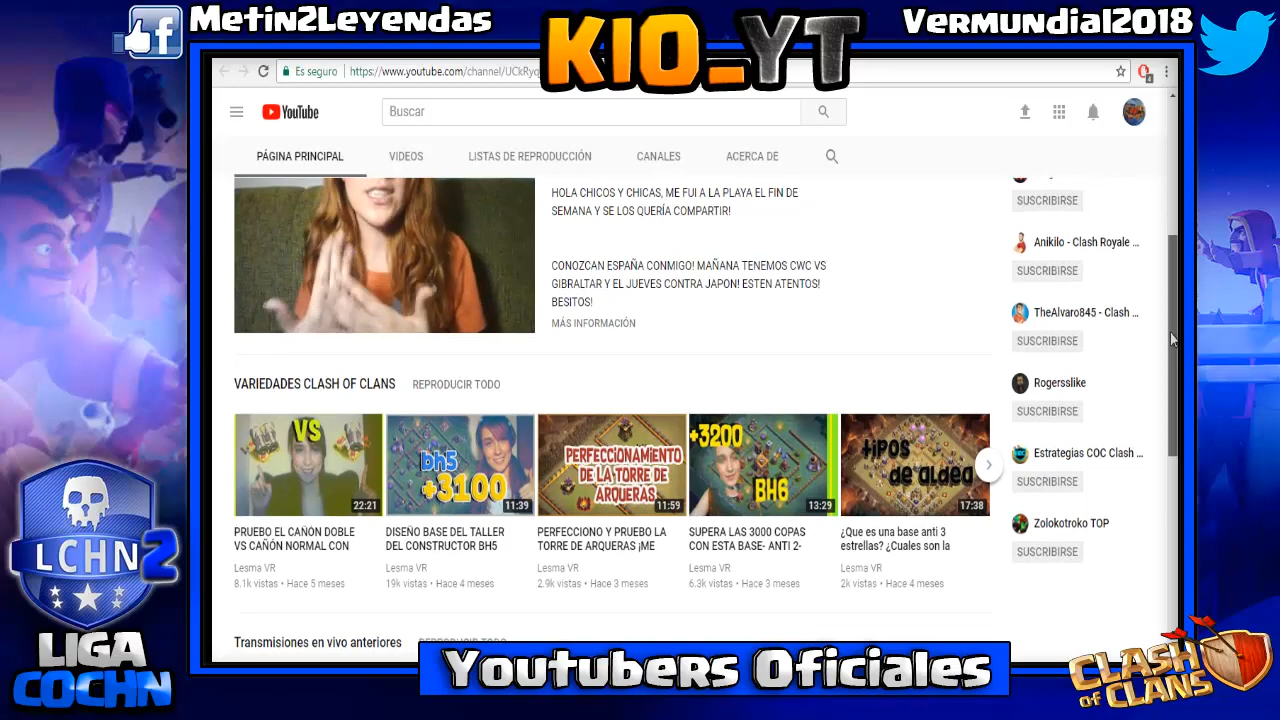 Metin2Leyendas
KIO_YT
Vermundial2018
Es seguro
https://www.youtube.com/channel/UCkRyq
YouTube
Buscar
PÁGINA PRINCIPAL
VIDEOS
LISTAS DE REPRODUCCIÓN
CANALES
ACERCA DE
HOLA CHICOS Y CHICAS, ME FUI A LA PLAYA EL FIN DE
SEMANA Y SE LOS QUERÍA COMPARTIR!
CONOZCAN ESPAÑA CONMIGO! MAÑANA TENEMOS CWC VS
GIBRALTAR Y EL JUEVES CONTRA JAPON! ESTEN ATENTOS!
BESITOS!
MÁS INFORMACIÓN
SUSCRIBIRSE
Anikilo - Clash Royale ...
SUSCRIBIRSE
TheAlvaro845 - Clash ...
SUSCRIBIRSE
Rogersslike
SUSCRIBIRSE
Estrategias COC Clash ...
SUSCRIBIRSE
Zolokotroko TOP
SUSCRIBIRSE
VARIEDADES CLASH OF CLANS
REPRODUCIR TODO
VS
22:21
PRUEBO EL CAÑÓN DOBLE
VS CAÑÓN NORMAL CON
Lesma VR
8.1k vistas • Hace 5 meses
bh5
+3100
11:39
DISEÑO BASE DEL TALLER
DEL CONSTRUCTOR BH5
Lesma VR
19k vistas • Hace 4 meses
PERFECCIONAMIENTO
DE LA TORRE DE
ARQUERAS
11:59
PERFECCIONO Y PRUEBO LA
TORRE DE ARQUERAS ¡ME
Lesma VR
2.9k vistas • Hace 3 meses
+3200
BH6
13:29
SUPERA LAS 3000 COPAS
CON ESTA BASE- ANTI 2-
Lesma VR
6.3k vistas • Hace 3 meses
+iPOS
de aLdea
17:38
¿Que es una base anti 3
estrellas? ¿Cuales son la
Lesma VR
2k vistas • Hace 4 meses
Transmisiones en vivo anteriores
REPRODUCIR TODO
LCHN2
LIGA
COCHN
Youtubers Oficiales
CLASH
of CLANS